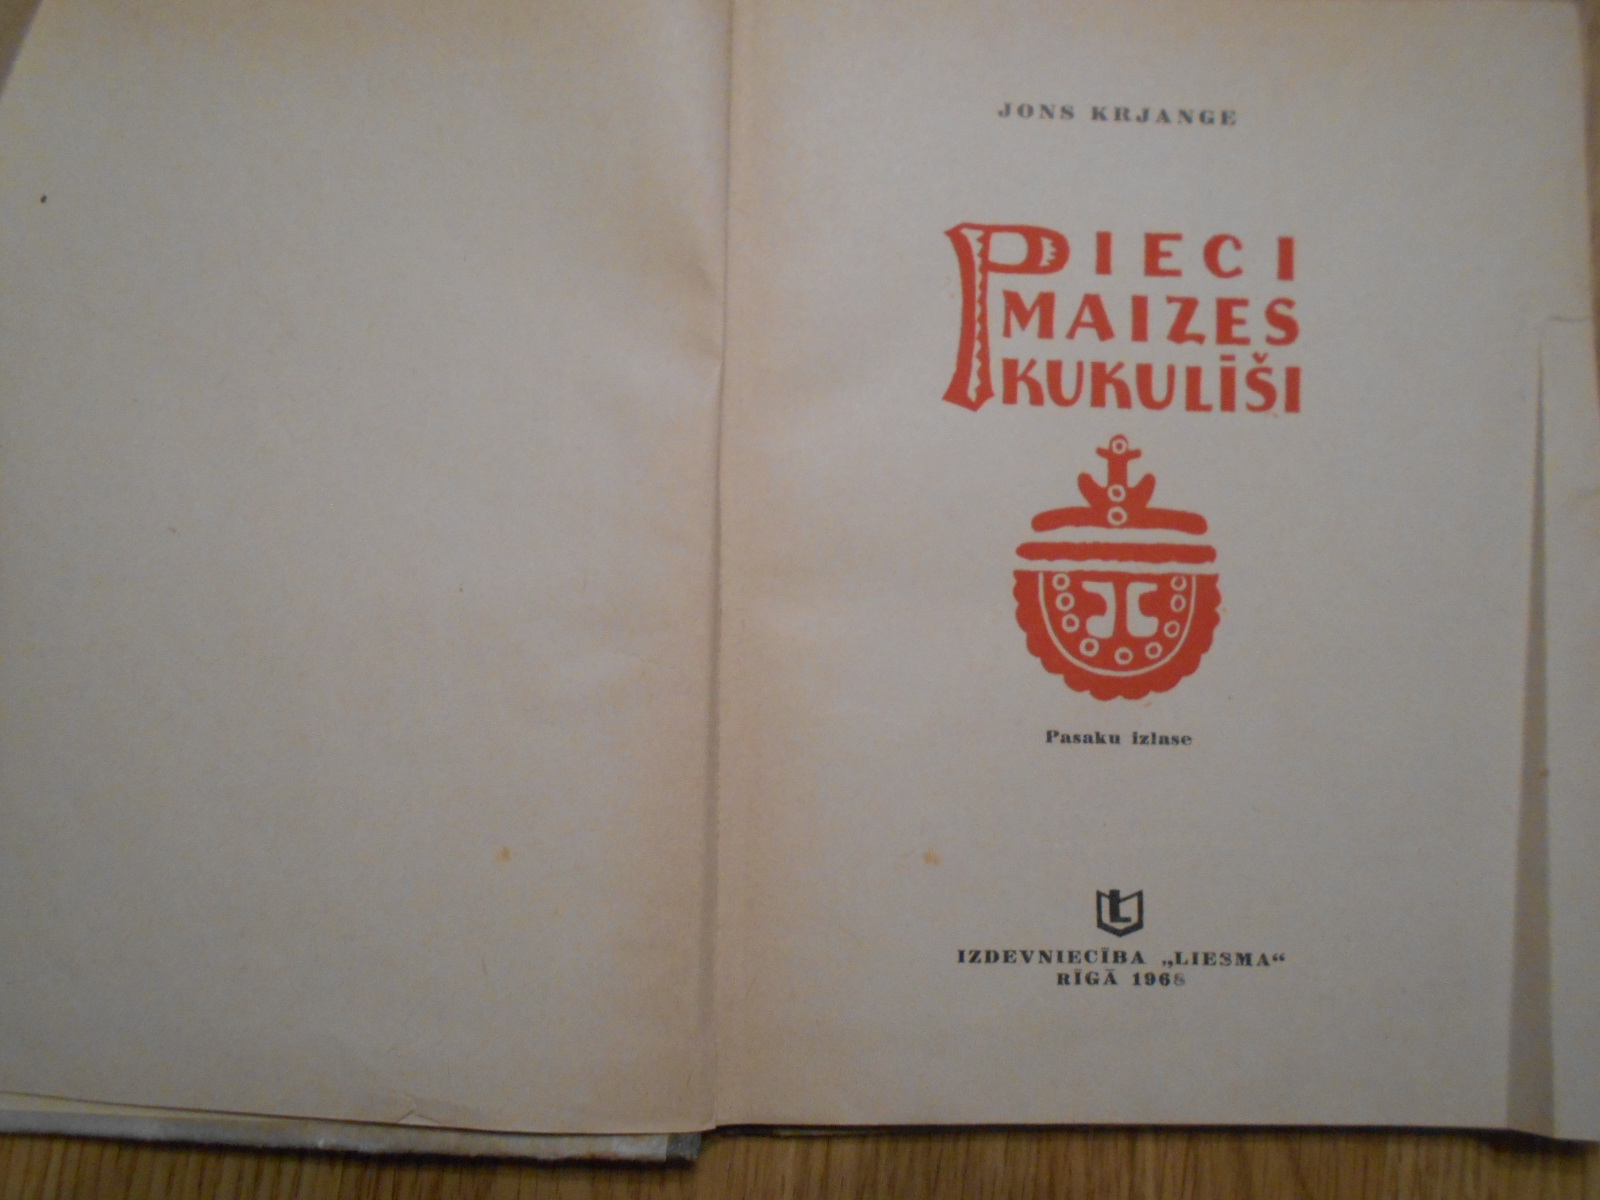 JONS KRJANGE
PIECI
MAIZES
KUKULĪŠI
Pasaku izlase
L
IZDEVNIECĪBA „LIESMA“
RĪGĀ 1968